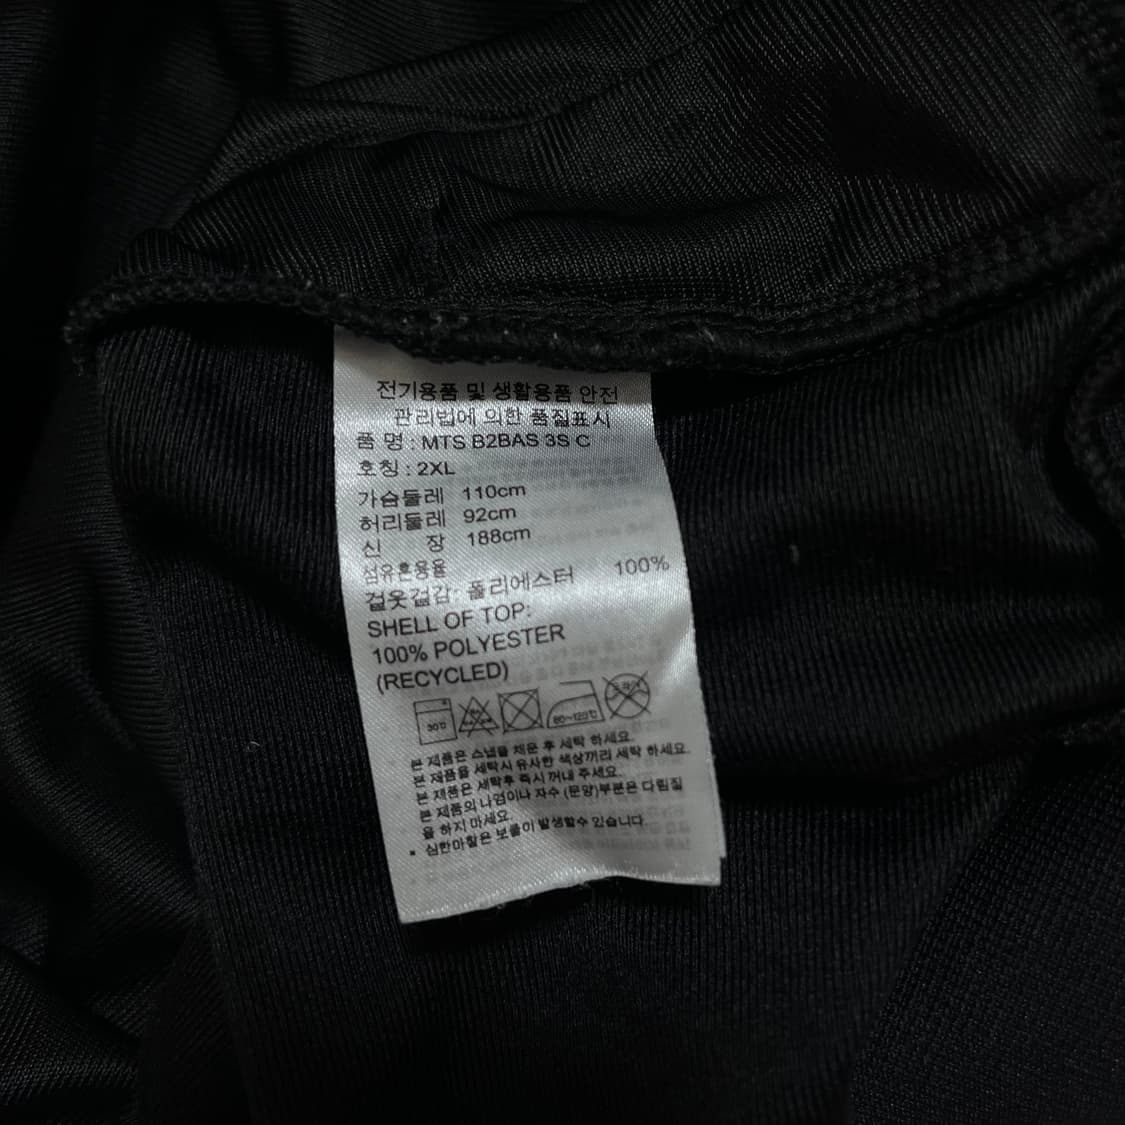 전기용품 및 생활용품 안전
관리법에 의한 품질표시
품 명 : MTS B2BAS 3S C
호칭 : 2XL
가슴둘레 110cm
허리둘레 92cm
신 장 188cm
섬유혼용율
겉옷겉감: 폴리에스터 100%
SHELL OF TOP:
100% POLYESTER
(RECYCLED)
30℃
80~120℃
본 제품은 스냅을 채운 후 세탁 하세요.
본 제품을 세탁시 유사한 색상끼리 세탁 하세요.
본 제품은 세탁후 즉시 꺼내 주세요.
본 제품의 나염이나 자수 (문양)부분은 다림질
을 하지 마세요.
심한마찰은 보풀이 발생할수 있습니다.